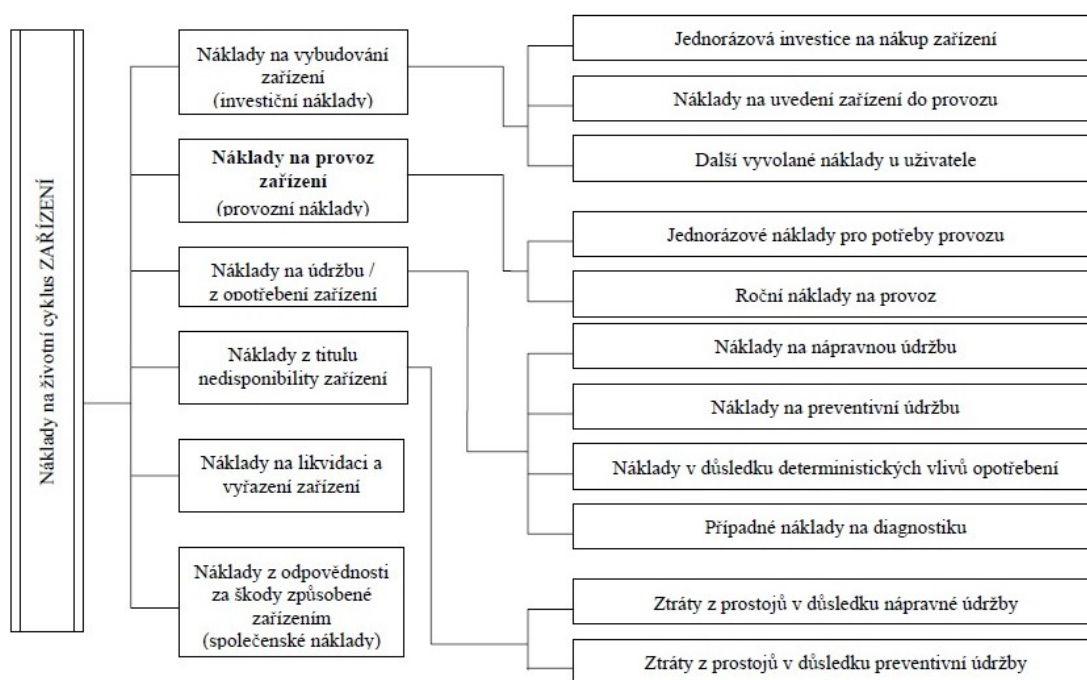 Náklady na životní cyklus ZAŘÍZENÍ
Náklady na vybudování
zařízení
(investiční náklady)
Náklady na provoz
zařízení
(provozní náklady)
Náklady na údržbu /
z opotřebení zařízení
Náklady z titulu
nedisponibility zařízení
Náklady na likvidaci a
vyřazení zařízení
Náklady z odpovědnosti
za škody způsobené
zařízením
(společenské náklady)
Jednorázová investice na nákup zařízení
Náklady na uvedení zařízení do provozu
Další vyvolané náklady u uživatele
Jednorázové náklady pro potřeby provozu
Roční náklady na provoz
Náklady na nápravnou údržbu
Náklady na preventivní údržbu
Náklady v důsledku deterministických vlivů opotřebení
Případné náklady na diagnostiku
Ztráty z prostojů v důsledku nápravné údržby
Ztráty z prostojů v důsledku preventivní údržby